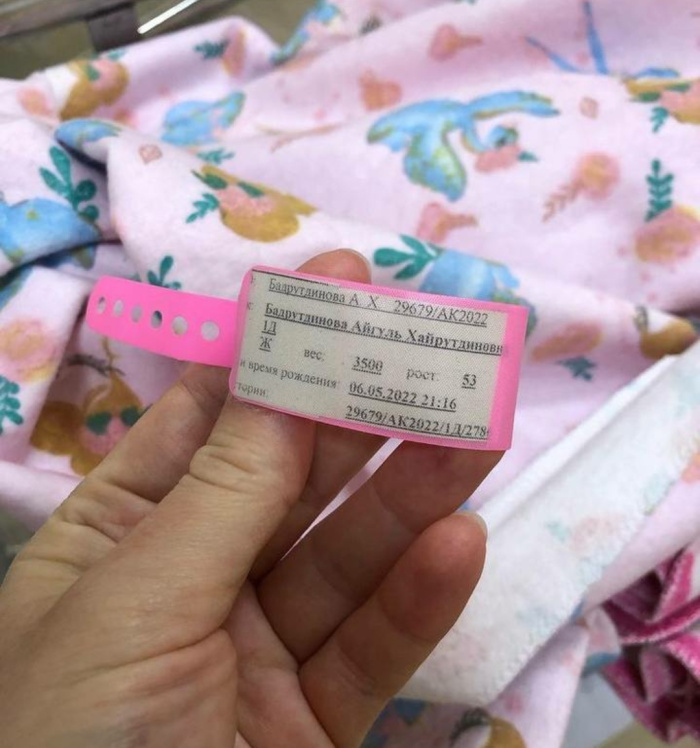 Бадрутдинова А. Х 29679/АК2022
Бадрутдинова Айгуль Хайрутдиновн
1Д
Ж вес: 3500 рост: 53
и время рождения: 06.05.2022 21:16
тории: 29679/АК2022/1Д/278